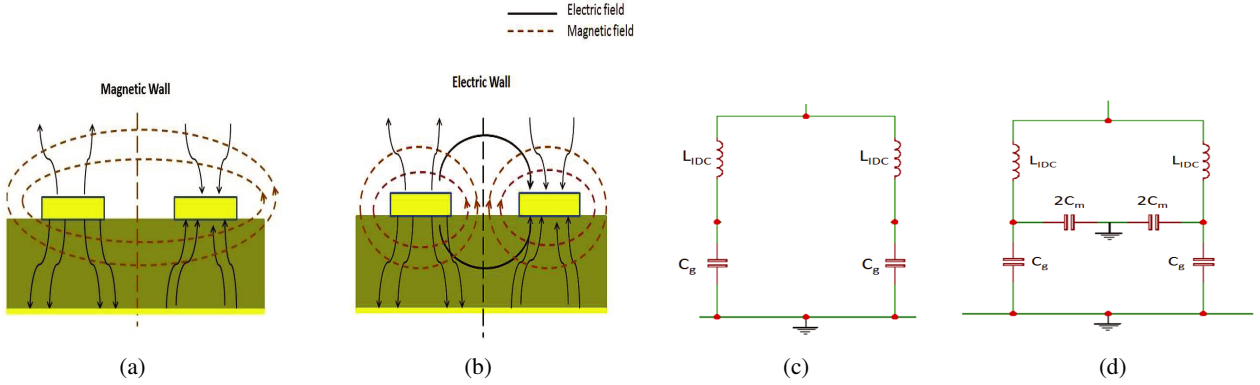 Electric field
Magnetic field
Magnetic Wall
Electric Wall
L_IDC
L_IDC
C_g
C_g
L_IDC
L_IDC
2C_m
2C_m
C_g
C_g
(a)
(b)
(c)
(d)